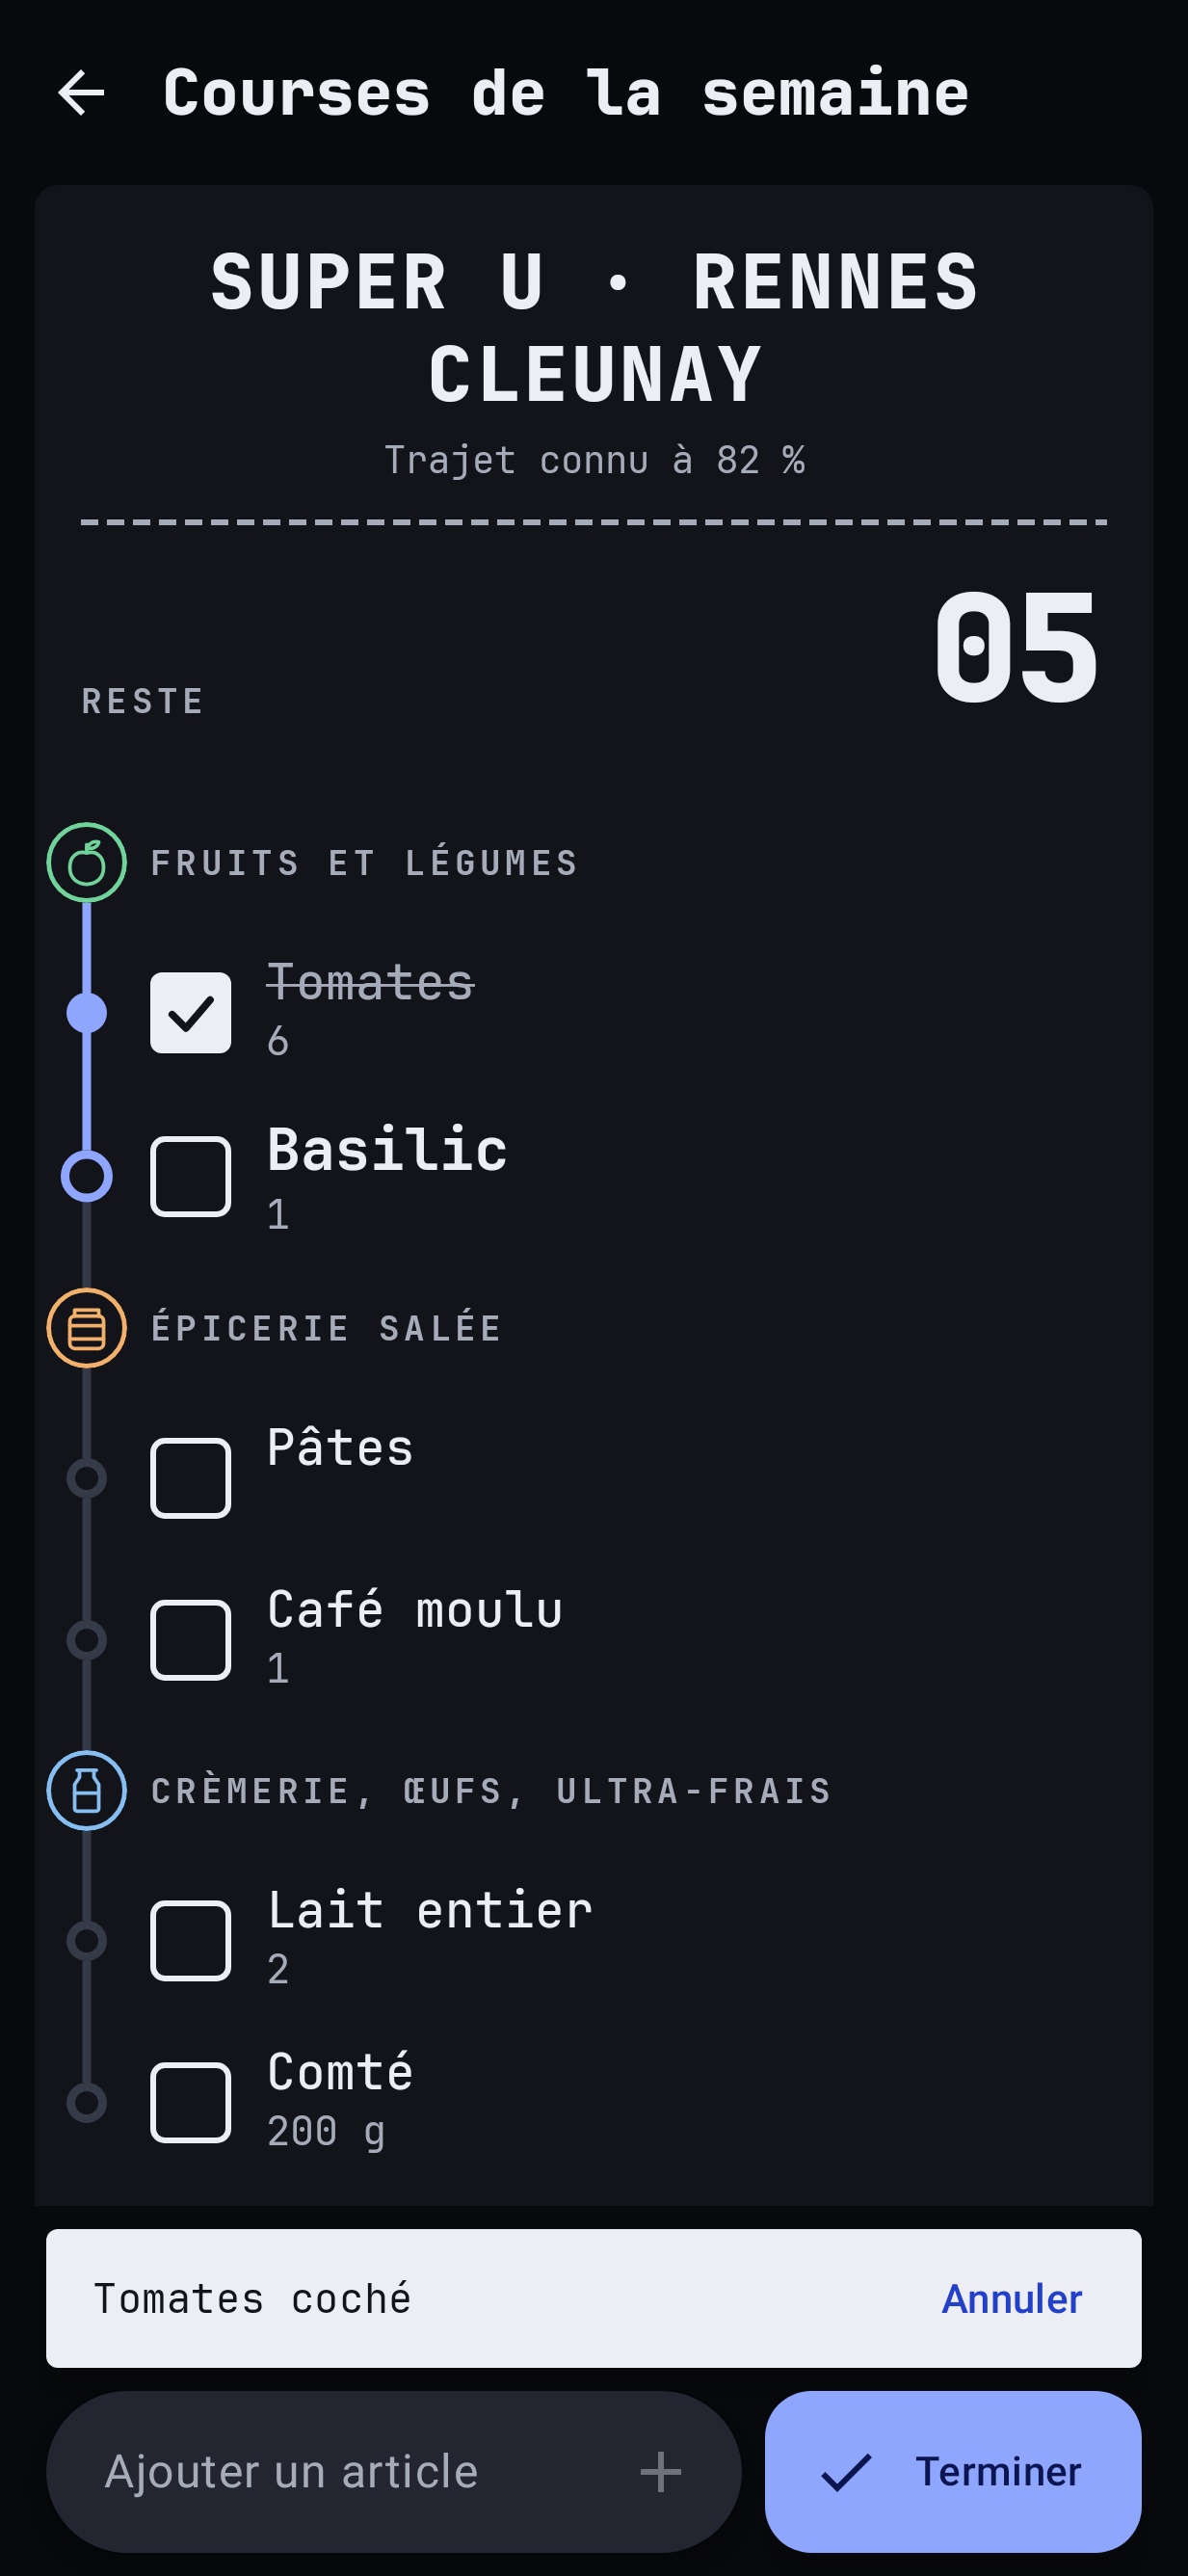 Courses de la semaine
SUPER U · RENNES
CLEUNAY
Trajet connu à 82 %
05
RESTE
FRUITS ET LÉGUMES
Tomates
6
Basilic
1
ÉPICERIE SALÉE
Pâtes
Café moulu
1
CRÈMERIE, ŒUFS, ULTRA-FRAIS
Lait entier
2
Comté
200 g
Tomates coché
Annuler
Ajouter un article
Terminer